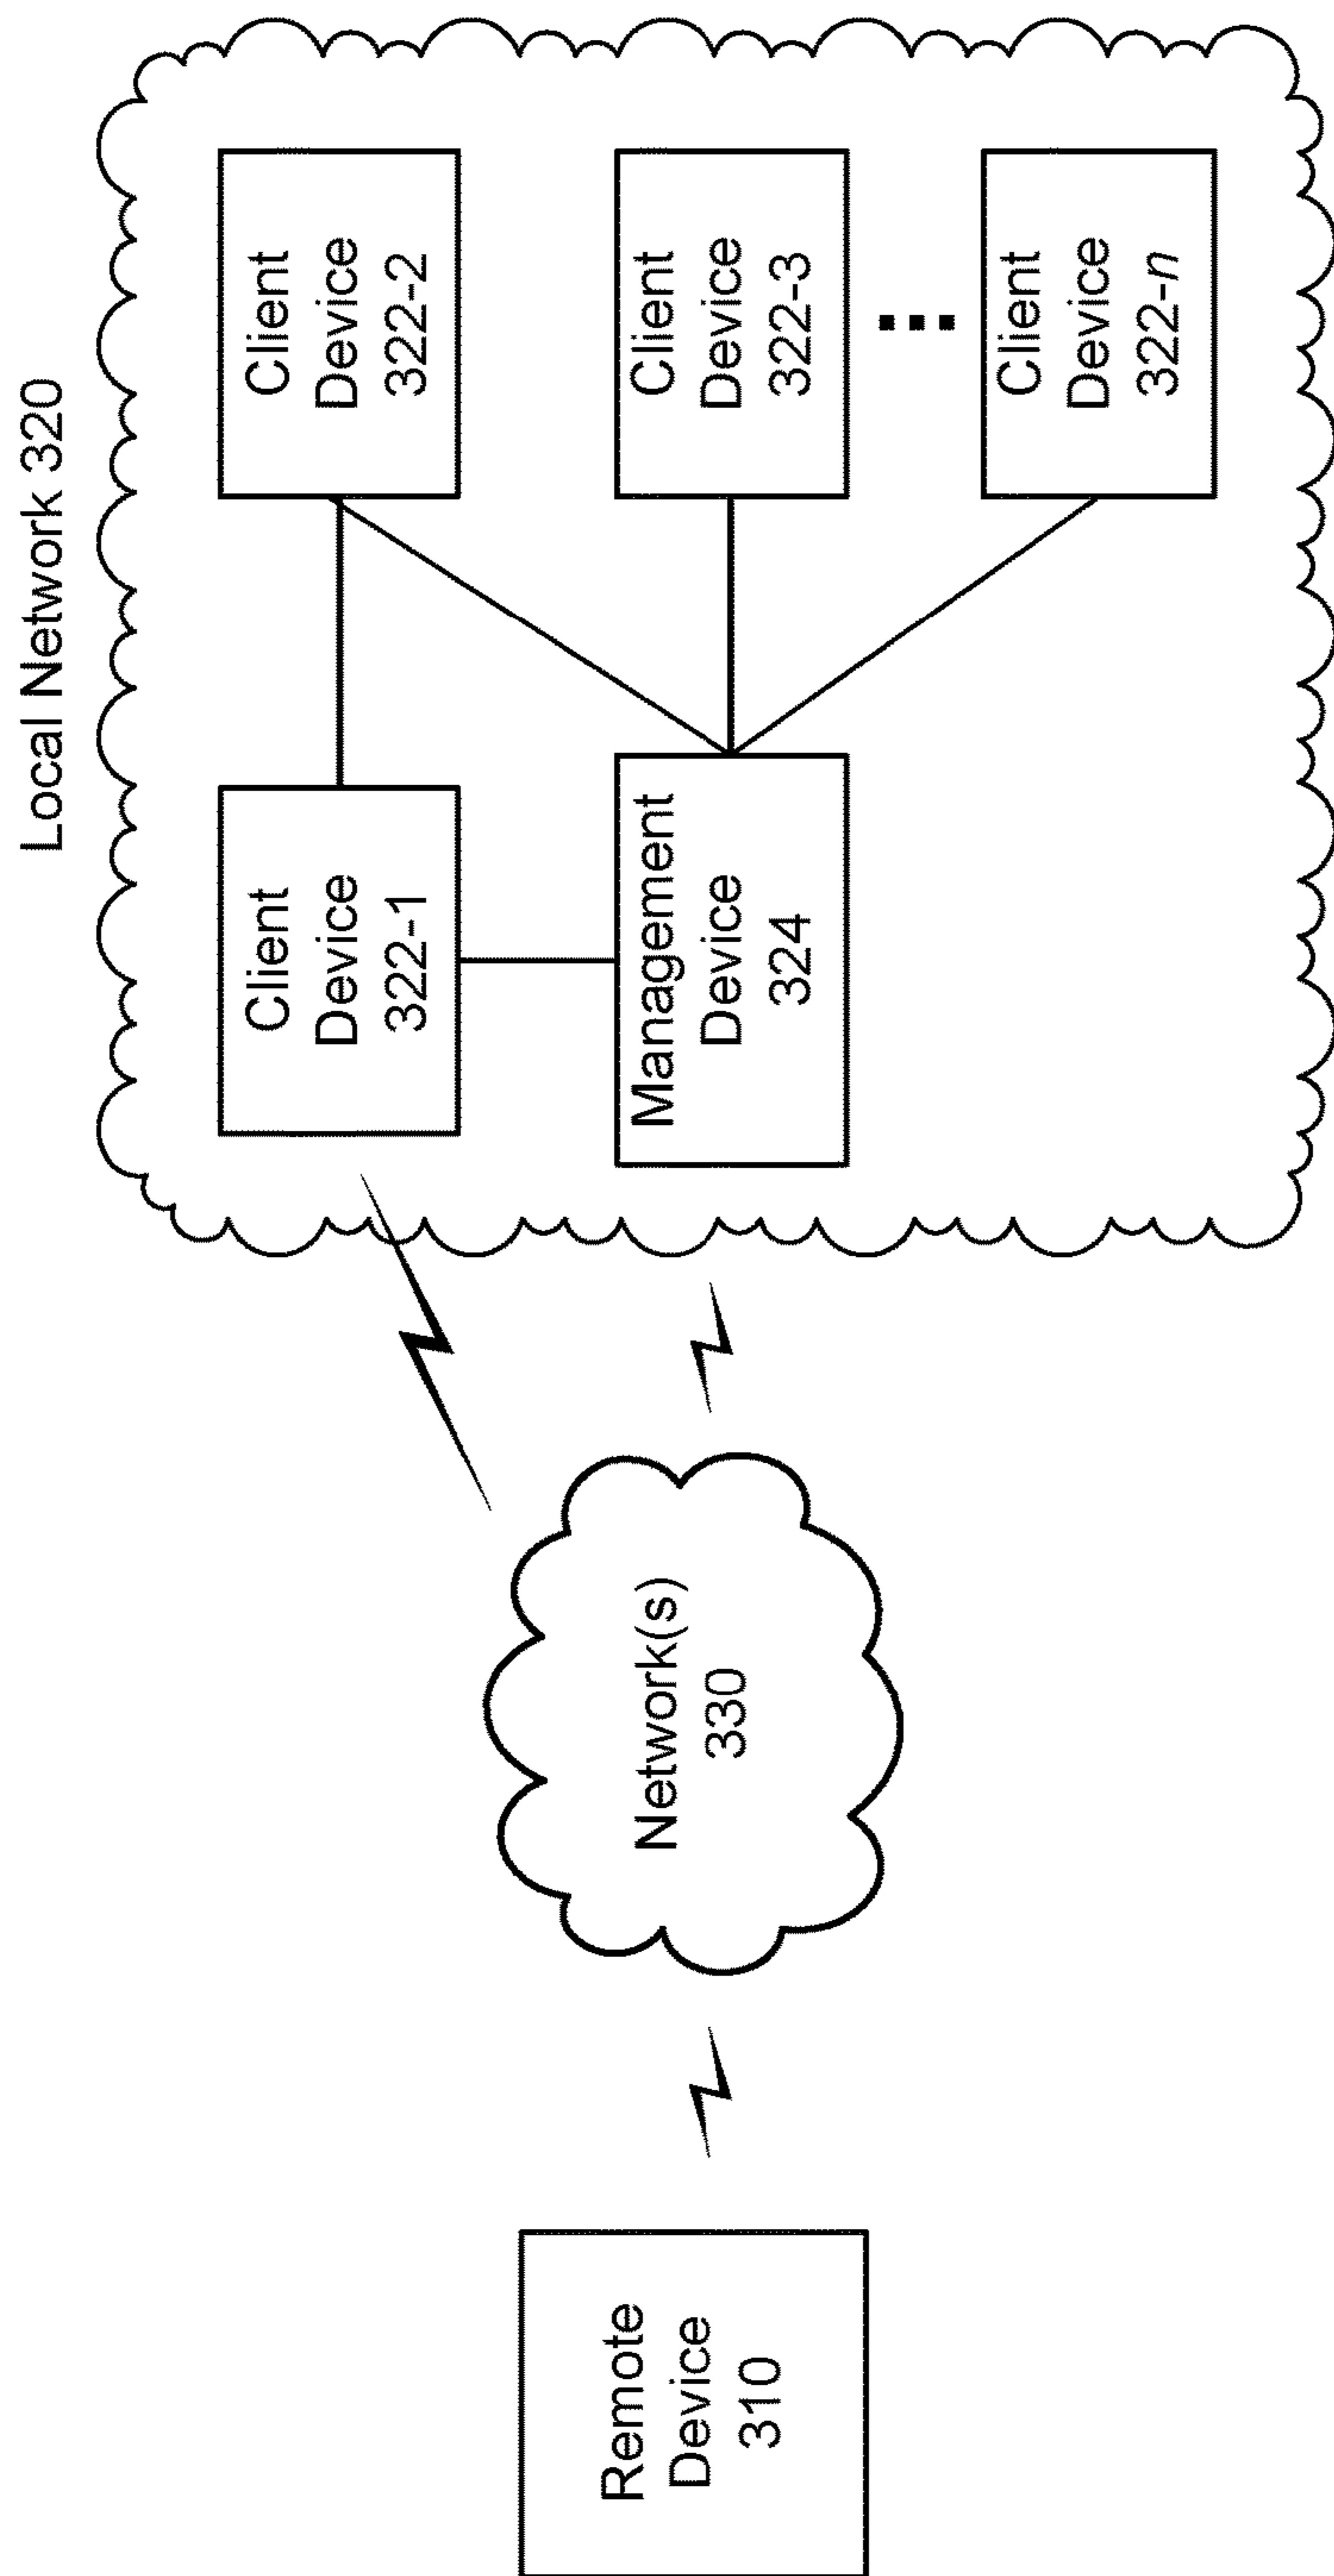 Local Network 320
Client
Device
322-1
Client
Device
322-2
Management
Device
324
Client
Device
322-3
Client
Device
322-n
Network(s)
330
Remote
Device
310